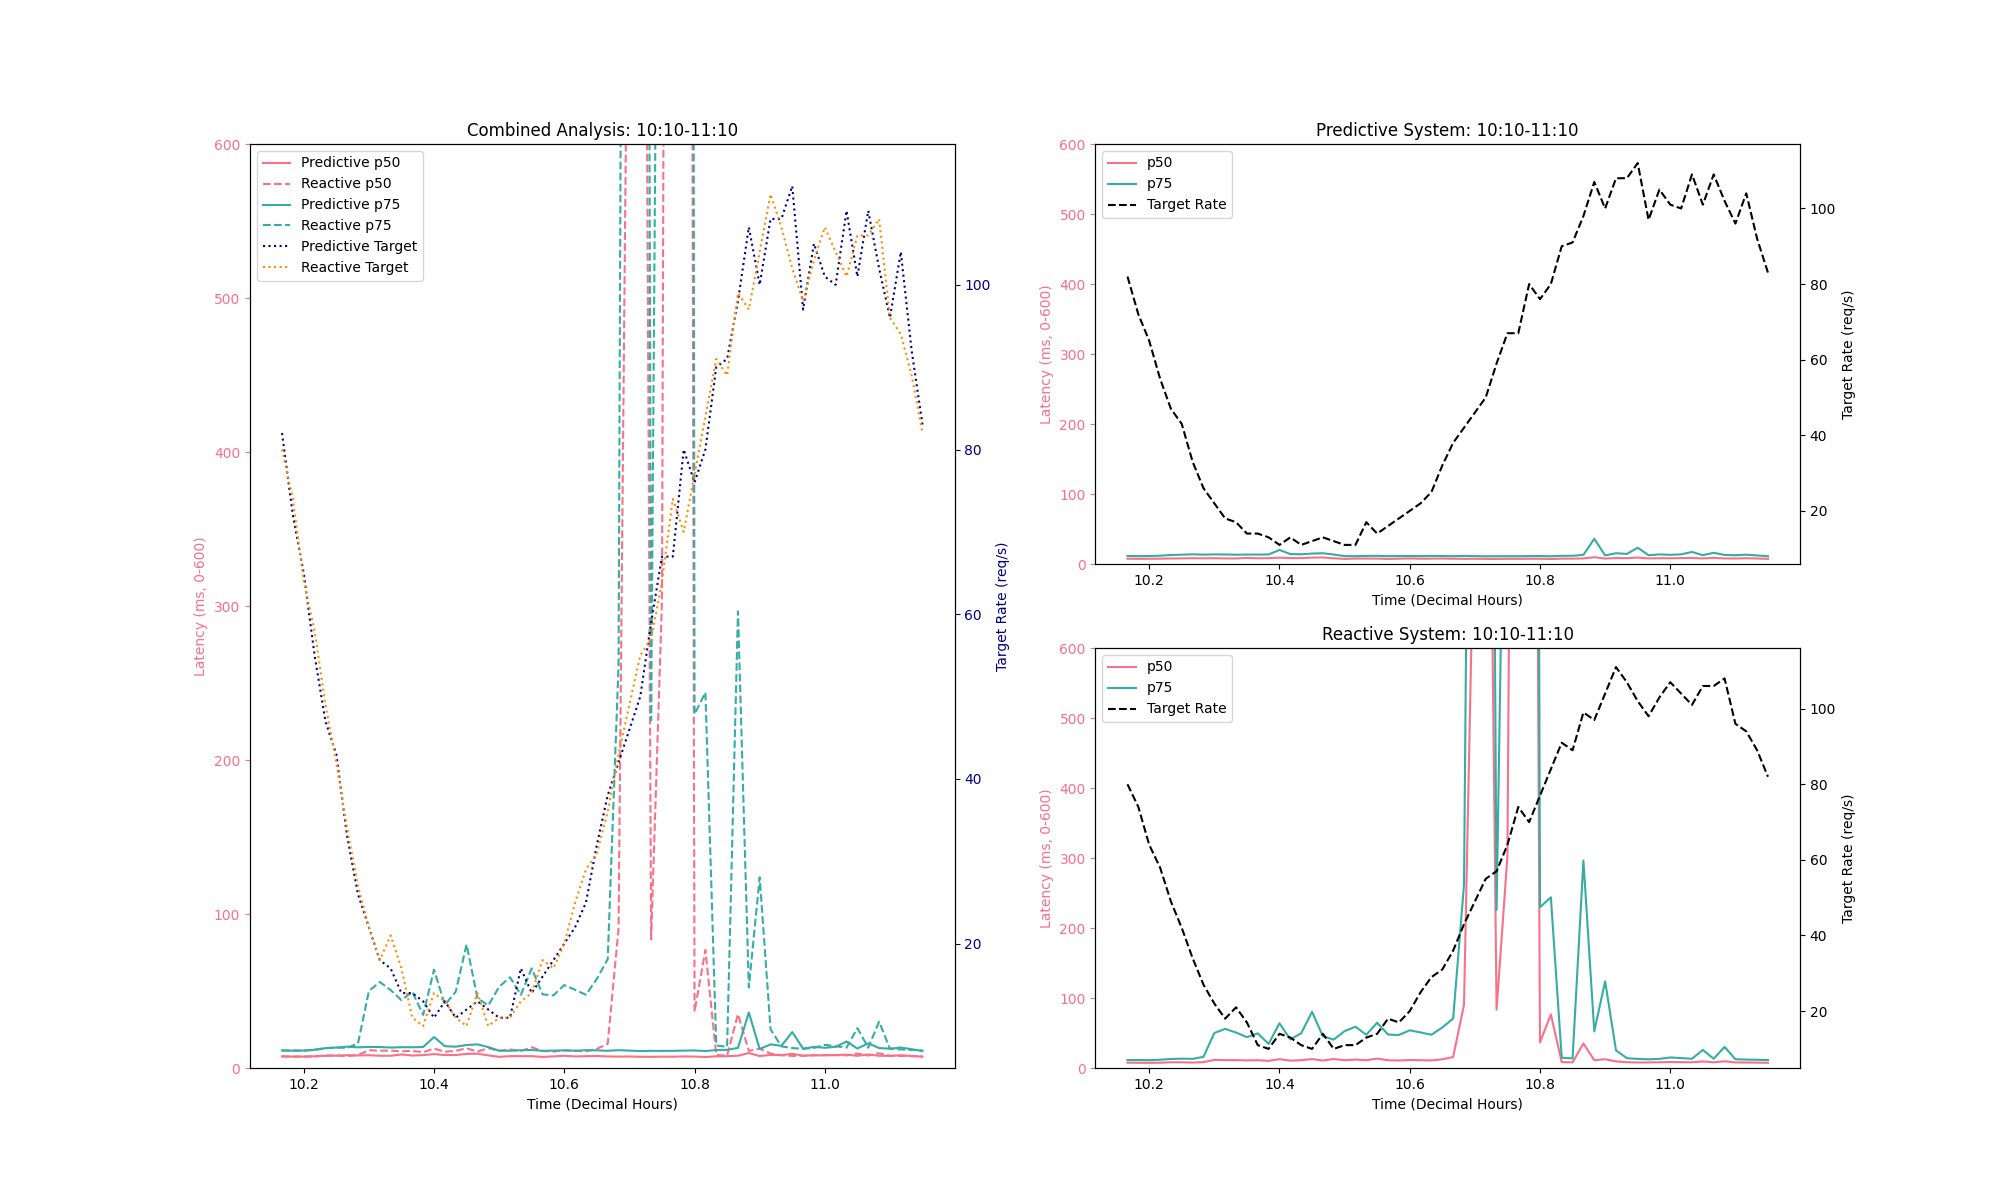 Combined Analysis: 10:10-11:10
Predictive p50
Reactive p50
Predictive p75
Reactive p75
Predictive Target
Reactive Target
600
500
400
300
200
100
0
Latency (ms, 0-600)
100
80
60
40
20
Target Rate (req/s)
10.2 10.4 10.6 10.8 11.0
Time (Decimal Hours)
Predictive System: 10:10-11:10
p50
p75
Target Rate
600
500
400
300
200
100
0
Latency (ms, 0-600)
100
80
60
40
20
Target Rate (req/s)
10.2 10.4 10.6 10.8 11.0
Time (Decimal Hours)
Reactive System: 10:10-11:10
p50
p75
Target Rate
600
500
400
300
200
100
0
Latency (ms, 0-600)
100
80
60
40
20
Target Rate (req/s)
10.2 10.4 10.6 10.8 11.0
Time (Decimal Hours)